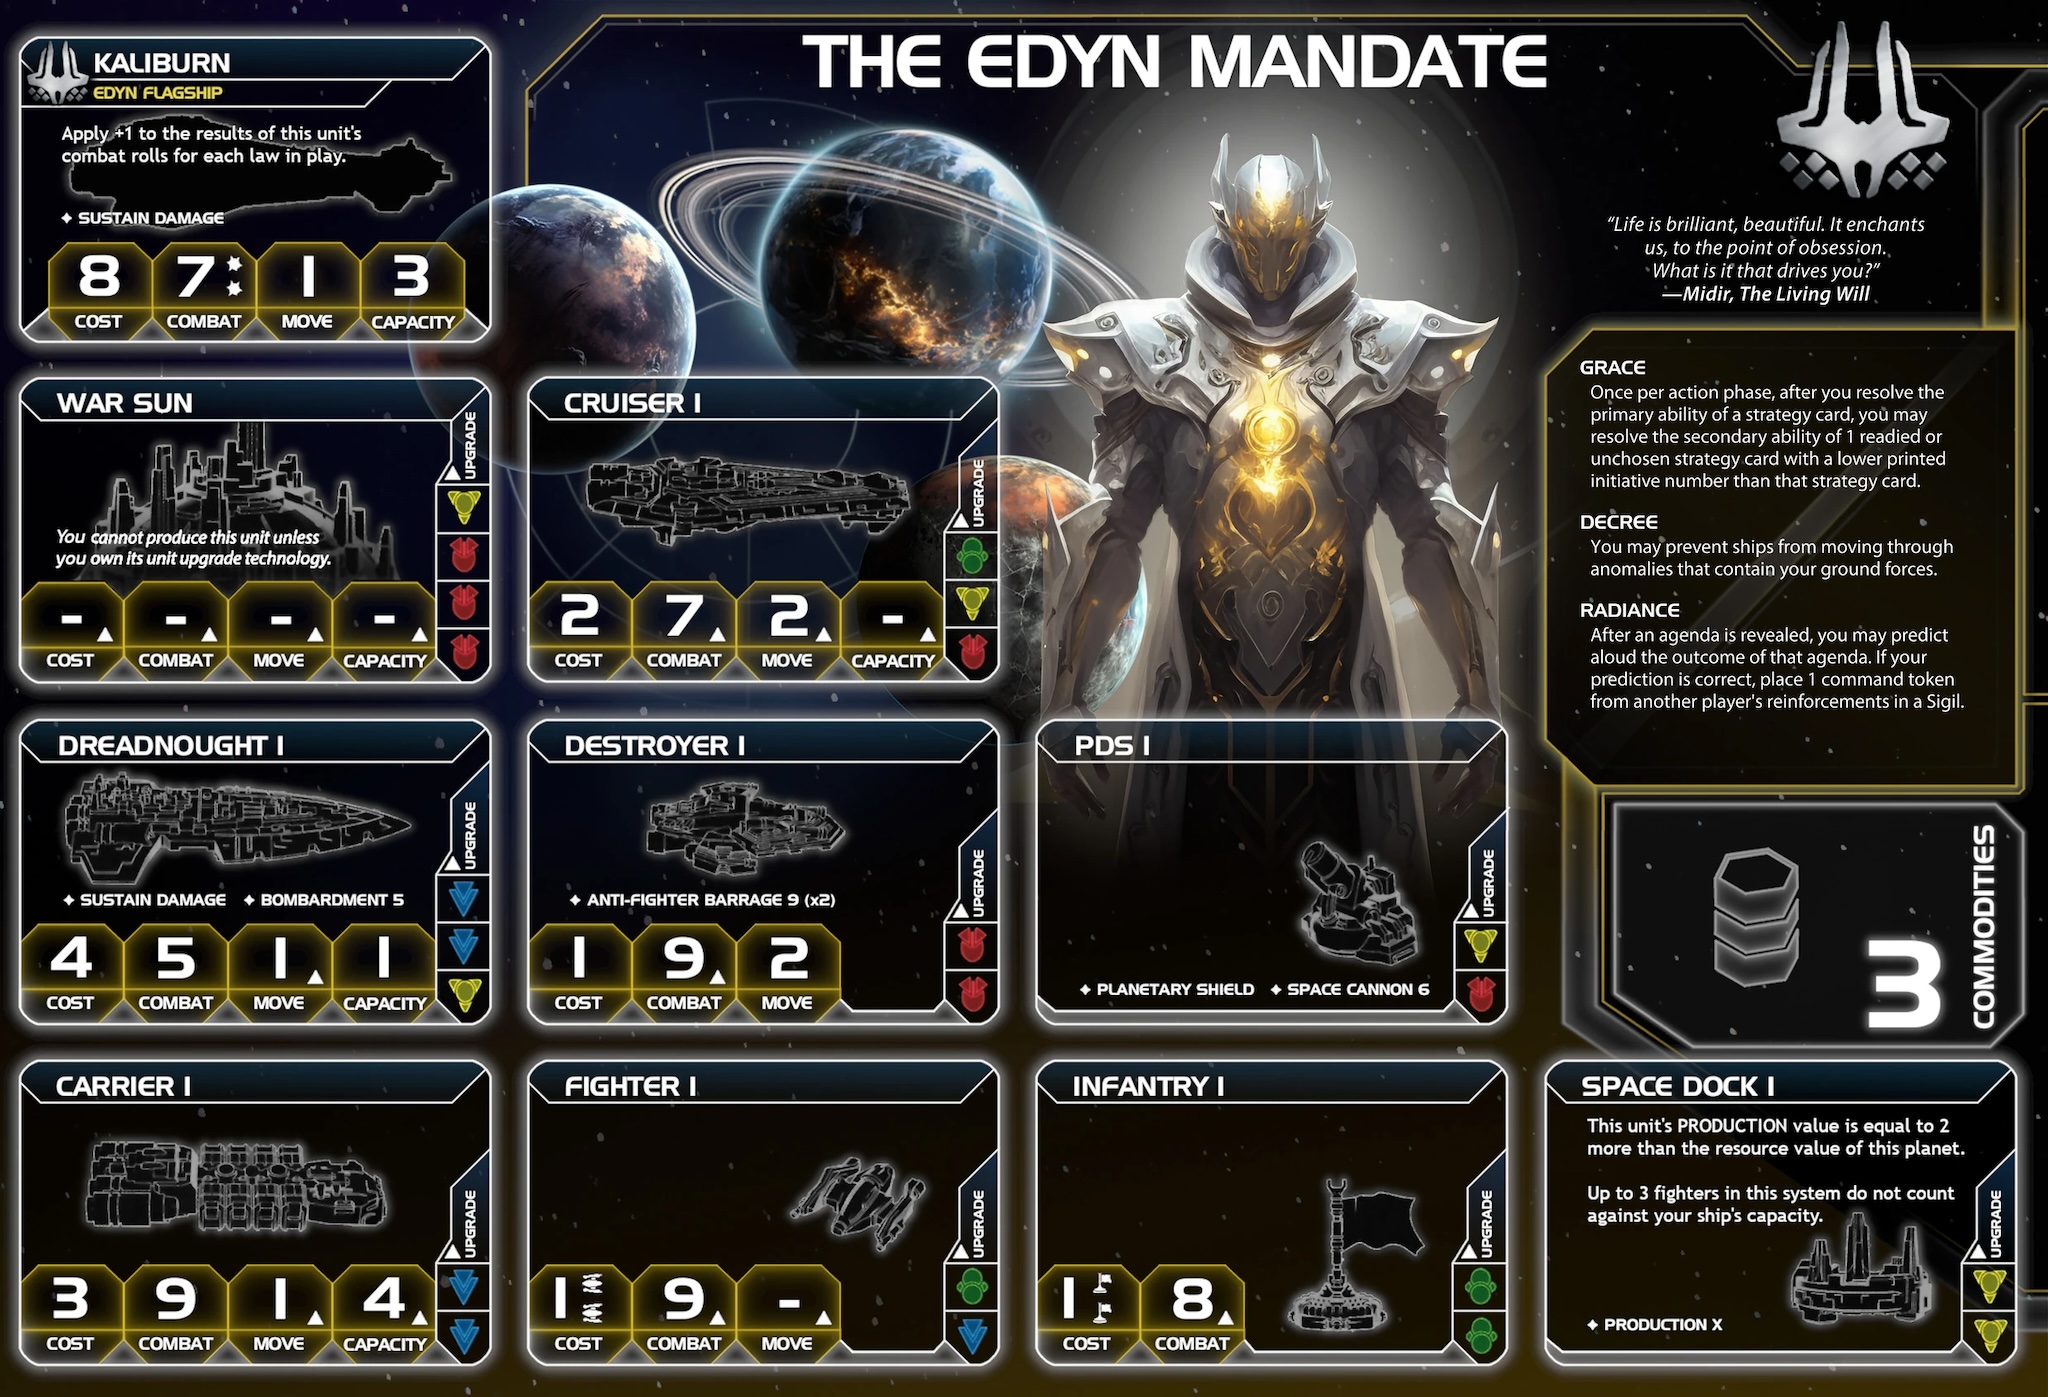 THE EDYN MANDATE
KALIBURN
EDYN FLAGSHIP
Apply +1 to the results of this unit's
combat rolls for each law in play.
SUSTAIN DAMAGE
8 7 1 3
COST COMBAT MOVE CAPACITY
"Life is brilliant, beautiful. It enchants
us, to the point of obsession.
What is it that drives you?"
—Midir, The Living Will
GRACE
Once per action phase, after you resolve the
primary ability of a strategy card, you may
resolve the secondary ability of 1 readied or
unchosen strategy card with a lower printed
initiative number than that strategy card.
DECREE
You may prevent ships from moving through
anomalies that contain your ground forces.
RADIANCE
After an agenda is revealed, you may predict
aloud the outcome of that agenda. If your
prediction is correct, place 1 command token
from another player's reinforcements in a Sigil.
WAR SUN
UPGRADE
You cannot produce this unit unless
you own its unit upgrade technology.
- - - -
COST COMBAT MOVE CAPACITY
CRUISER I
UPGRADE
2 7 2 -
COST COMBAT MOVE CAPACITY
DREADNOUGHT I
UPGRADE
SUSTAIN DAMAGE BOMBARDMENT 5
4 5 1 1
COST COMBAT MOVE CAPACITY
DESTROYER I
UPGRADE
ANTI-FIGHTER BARRAGE 9 (x2)
1 9 2
COST COMBAT MOVE
PDS I
UPGRADE
PLANETARY SHIELD SPACE CANNON 6
3
COMMODITIES
CARRIER I
UPGRADE
3 9 1 4
COST COMBAT MOVE CAPACITY
FIGHTER I
UPGRADE
1 9 -
COST COMBAT MOVE
INFANTRY I
UPGRADE
1 8
COST COMBAT
SPACE DOCK I
This unit's PRODUCTION value is equal to 2
more than the resource value of this planet.
Up to 3 fighters in this system do not count
against your ship's capacity.
UPGRADE
PRODUCTION X